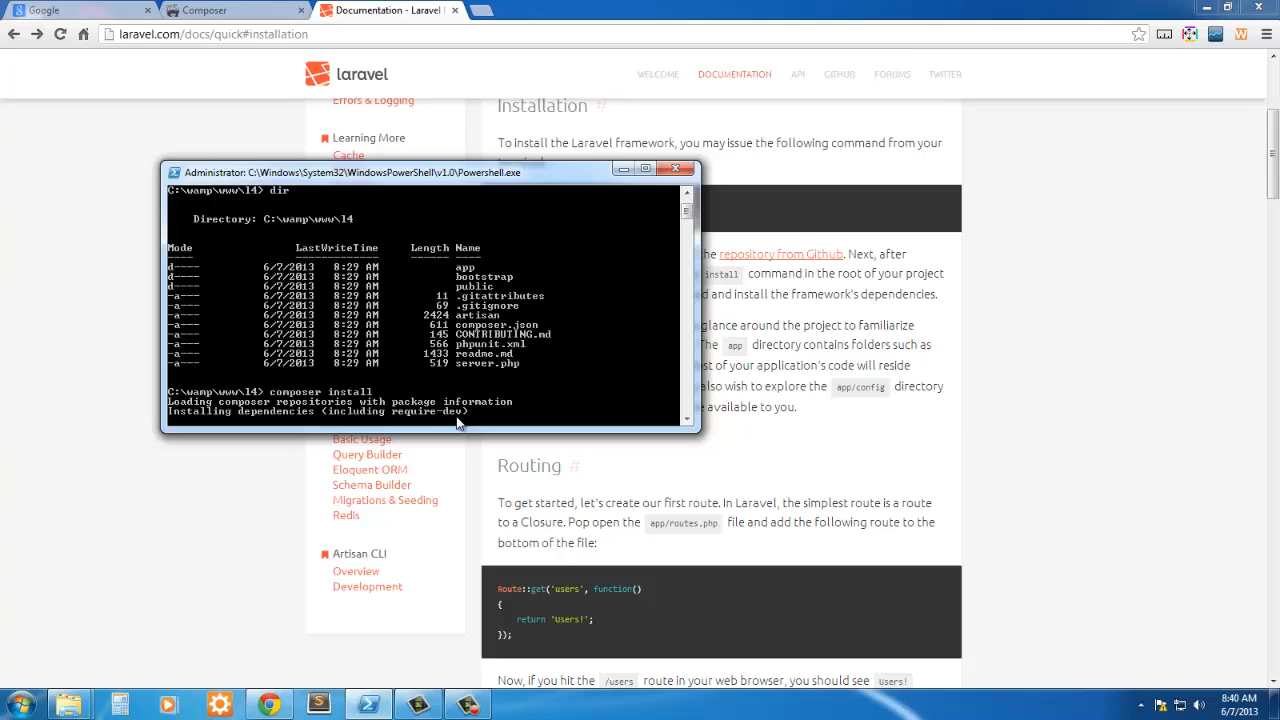 Google
Composer
Documentation - Laravel
laravel.com/docs/quick#installation
laravel
WELCOME DOCUMENTATION API GITHUB FORUMS TWITTER
Errors & Logging
Learning More
Cache
Installation #
To install the Laravel framework, you may issue the following command from your
Administrator: C:\Windows\System32\WindowsPowerShell\v1.0\Powershell.exe
C:\wamp\www\l4> dir
Directory: C:\wamp\www\l4
Mode LastWriteTime Length Name
---- ------------- ------ ----
d---- 6/7/2013 8:29 AM app
d---- 6/7/2013 8:29 AM bootstrap
d---- 6/7/2013 8:29 AM public
-a--- 6/7/2013 8:29 AM 11 .gitattributes
-a--- 6/7/2013 8:29 AM 69 .gitignore
-a--- 6/7/2013 8:29 AM 2424 artisan
-a--- 6/7/2013 8:29 AM 611 composer.json
-a--- 6/7/2013 8:29 AM 145 CONTRIBUTING.md
-a--- 6/7/2013 8:29 AM 566 phpunit.xml
-a--- 6/7/2013 8:29 AM 1433 readme.md
-a--- 6/7/2013 8:29 AM 519 server.php
C:\wamp\www\l4> composer install
Loading composer repositories with package information
Installing dependencies (including require-dev)
the repository from Github. Next, after
install command in the root of your project
d and install the framework's dependencies.
glance around the project to familiarize
The app directory contains folders such as
ost of your application's code will reside
also wish to explore the app/config directory
e available to you.
Basic Usage
Query Builder
Eloquent ORM
Schema Builder
Migrations & Seeding
Redis
Artisan CLI
Overview
Development
Routing #
To get started, let's create our first route. In Laravel, the simplest route is a route
to a Closure. Pop open the app/routes.php file and add the following route to the
bottom of the file:
Route::get('users', function()
{
return 'Users!';
});
Now, if you hit the /users route in your web browser, you should see Users!
8:40 AM
6/7/2013